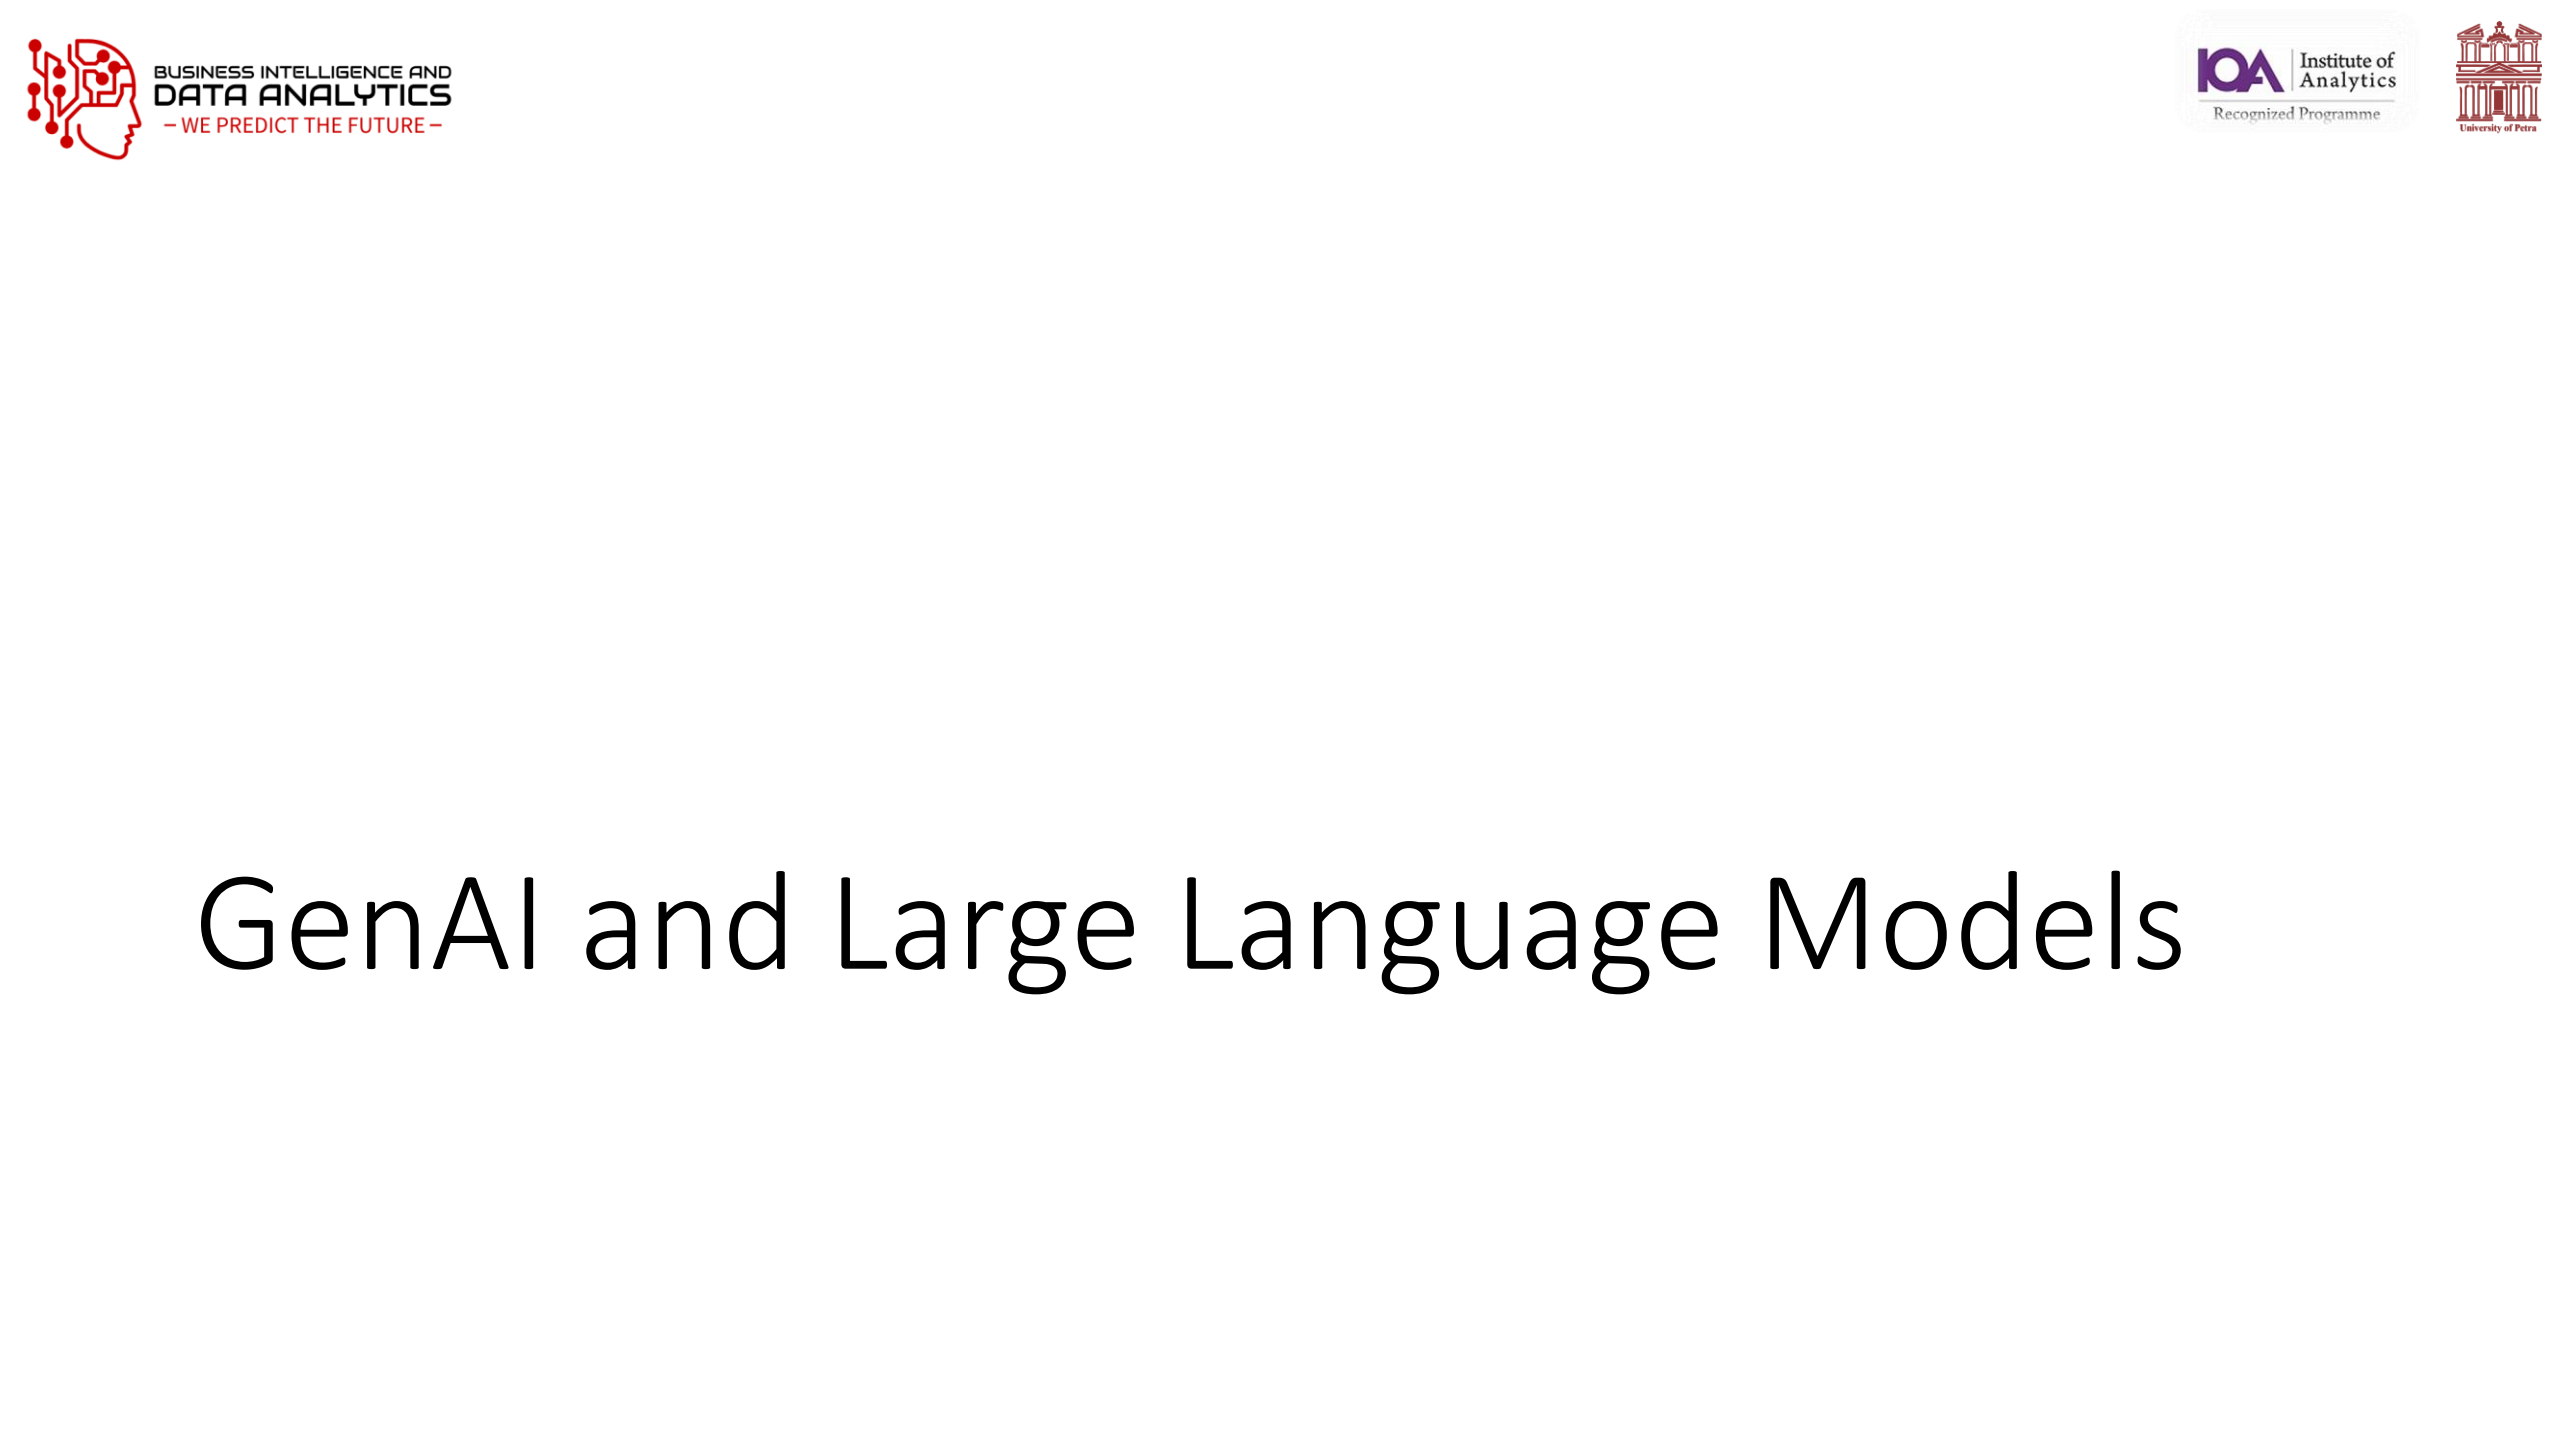 BUSINESS INTELLIGENCE AND
DATA ANALYTICS
– WE PREDICT THE FUTURE –
IOA
Institute of
Analytics
Recognized Programme
University of Petra
GenAI and Large Language Models